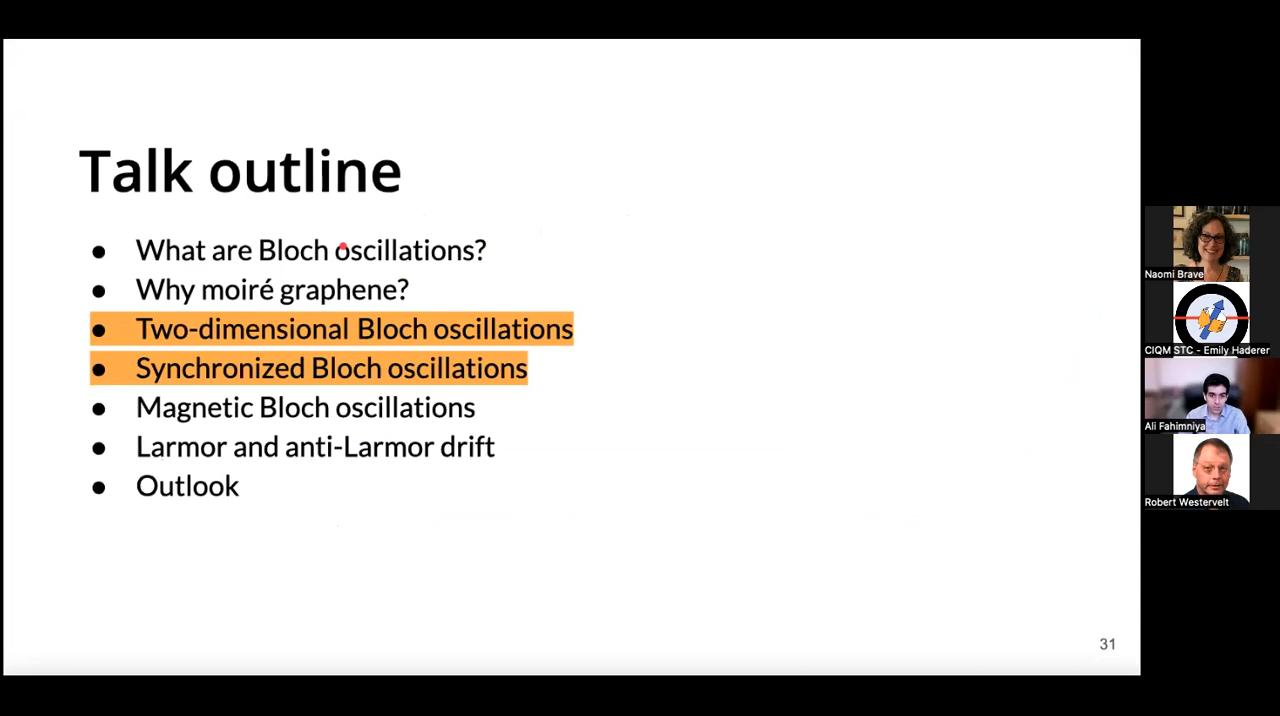 Talk outline
● What are Bloch oscillations?
● Why moiré graphene?
● Two-dimensional Bloch oscillations
● Synchronized Bloch oscillations
● Magnetic Bloch oscillations
● Larmor and anti-Larmor drift
● Outlook
31
Naomi Brave
CIQM STC - Emily Haderer
Ali Fahimniya
Robert Westervelt